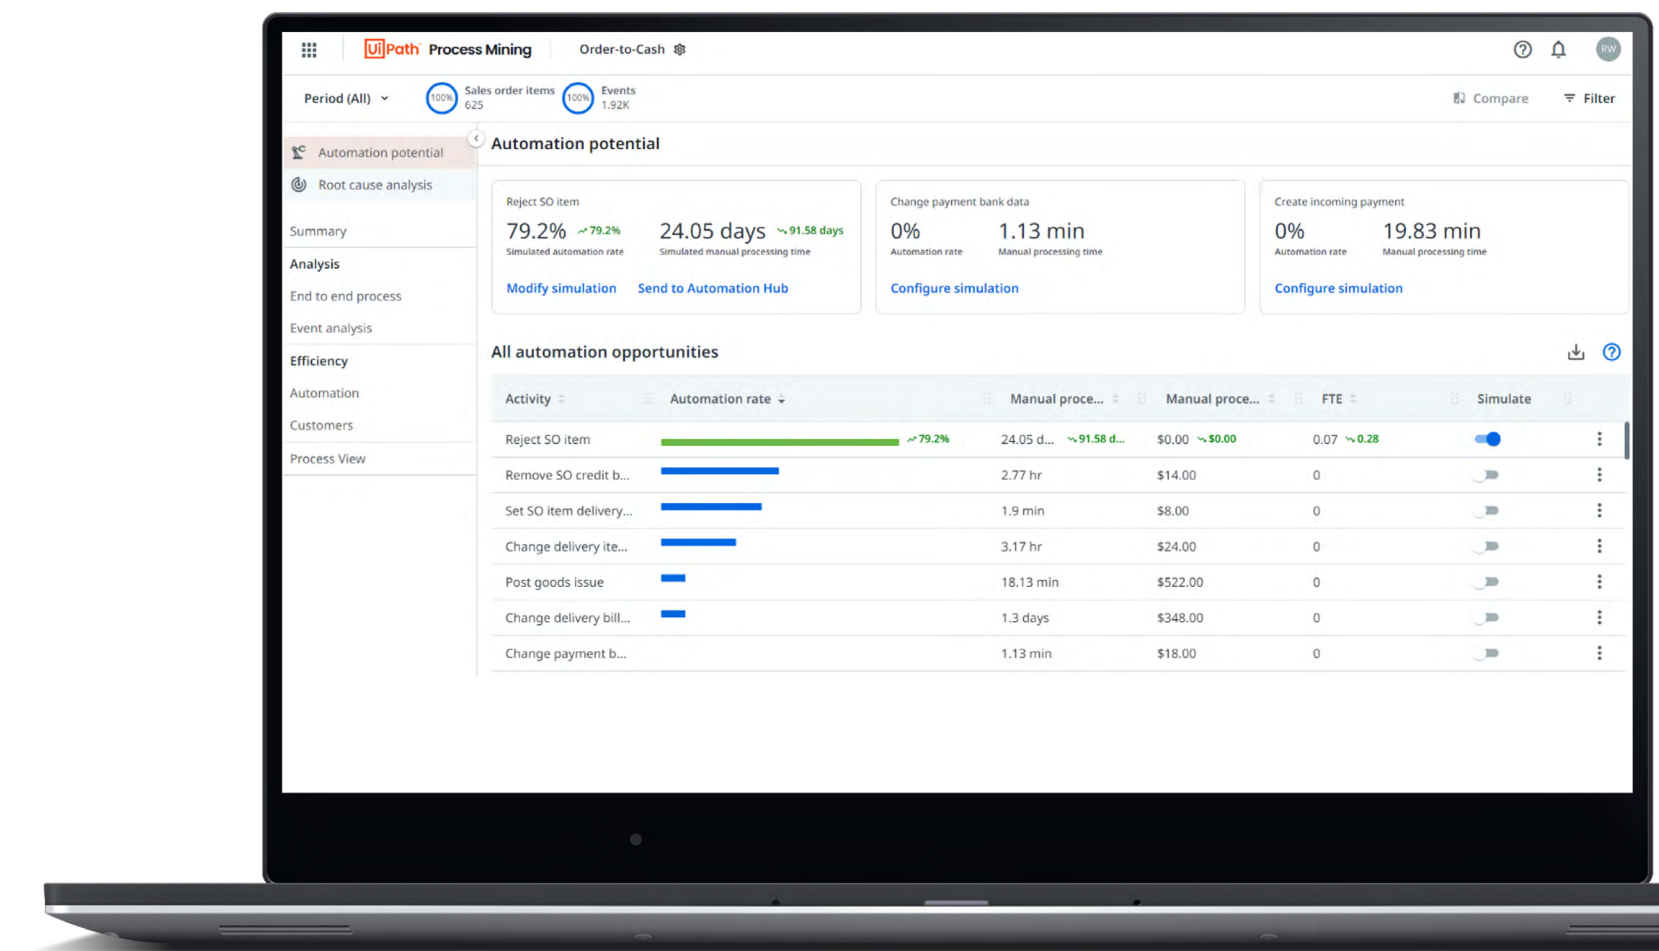 UiPath Process Mining Order-to-Cash RW
Period (All) 100% Sales order items 625 100% Events 1.92K Compare Filter
Automation potential
Root cause analysis
Summary
Analysis
End to end process
Event analysis
Efficiency
Automation
Customers
Process View
Automation potential
Reject SO item
79.2% 79.2% 24.05 days 91.58 days
Simulated automation rate Simulated manual processing time
Modify simulation Send to Automation Hub
Change payment bank data
0% 1.13 min
Automation rate Manual processing time
Configure simulation
Create incoming payment
0% 19.83 min
Automation rate Manual processing time
Configure simulation
All automation opportunities
Activity Automation rate Manual proce... Manual proce... FTE Simulate
Reject SO item 79.2% 24.05 d... 91.58 d... $0.00 $0.00 0.07 0.28
Remove SO credit b... 2.77 hr $14.00 0
Set SO item delivery... 1.9 min $8.00 0
Change delivery ite... 3.17 hr $24.00 0
Post goods issue 18.13 min $522.00 0
Change delivery bill... 1.3 days $348.00 0
Change payment b... 1.13 min $18.00 0